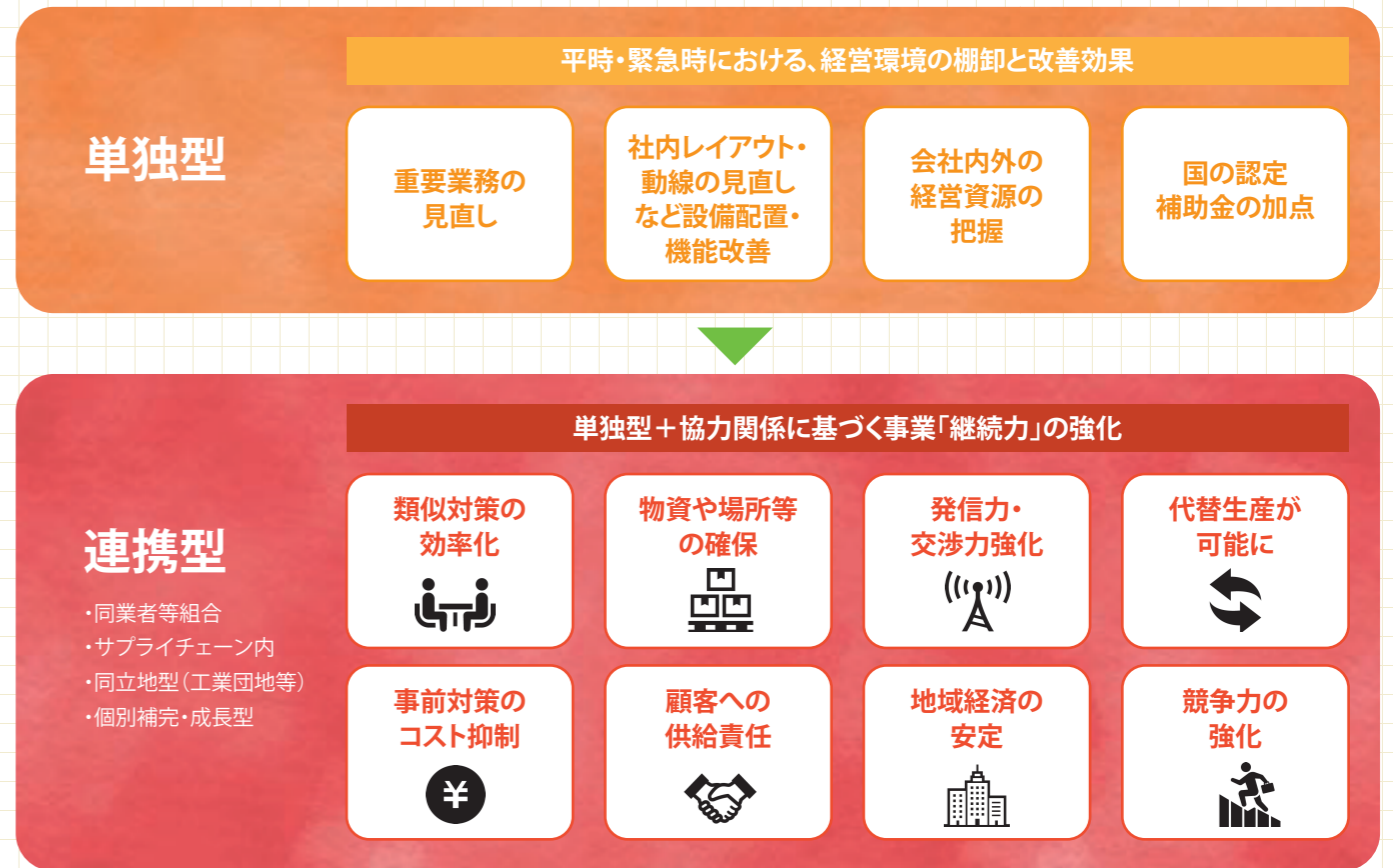 平時・緊急時における、経営環境の棚卸と改善効果
単独型
重要業務の
見直し
社内レイアウト・
動線の見直し
など設備配置・
機能改善
会社内外の
経営資源の
把握
国の認定
補助金の加点
単独型＋協力関係に基づく事業「継続力」の強化
連携型
・同業者等組合
・サプライチェーン内
・同立地型（工業団地等）
・個別補完・成長型
類似対策の
効率化
物資や場所等
の確保
発信力・
交渉力強化
代替生産が
可能に
事前対策の
コスト抑制
¥
顧客への
供給責任
地域経済の
安定
競争力の
強化